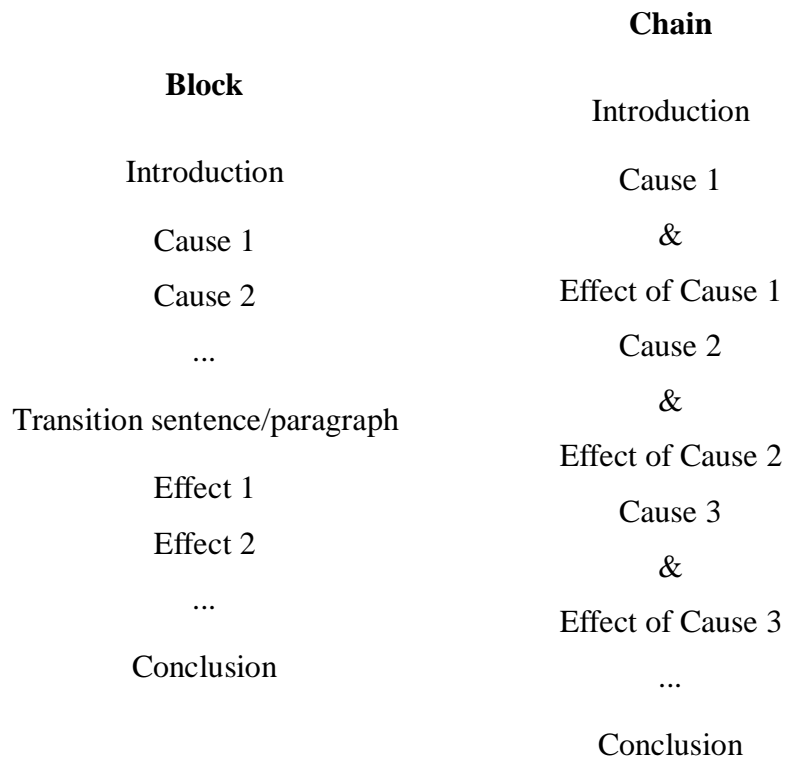 Block
Introduction
Cause 1
Cause 2
...
Transition sentence/paragraph
Effect 1
Effect 2
...
Conclusion
Chain
Introduction
Cause 1
&
Effect of Cause 1
Cause 2
&
Effect of Cause 2
Cause 3
&
Effect of Cause 3
...
Conclusion